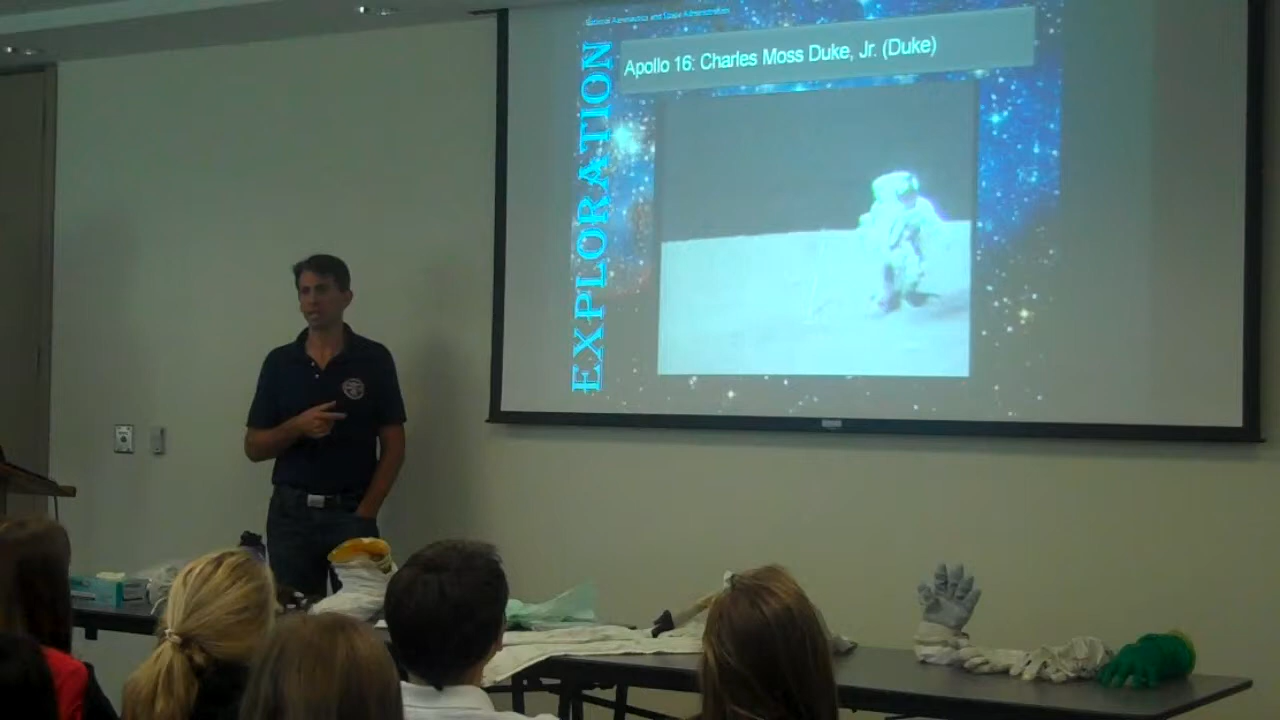 National Aeronautics and Space Administration
Apollo 16: Charles Moss Duke, Jr. (Duke)
EXPLORATION